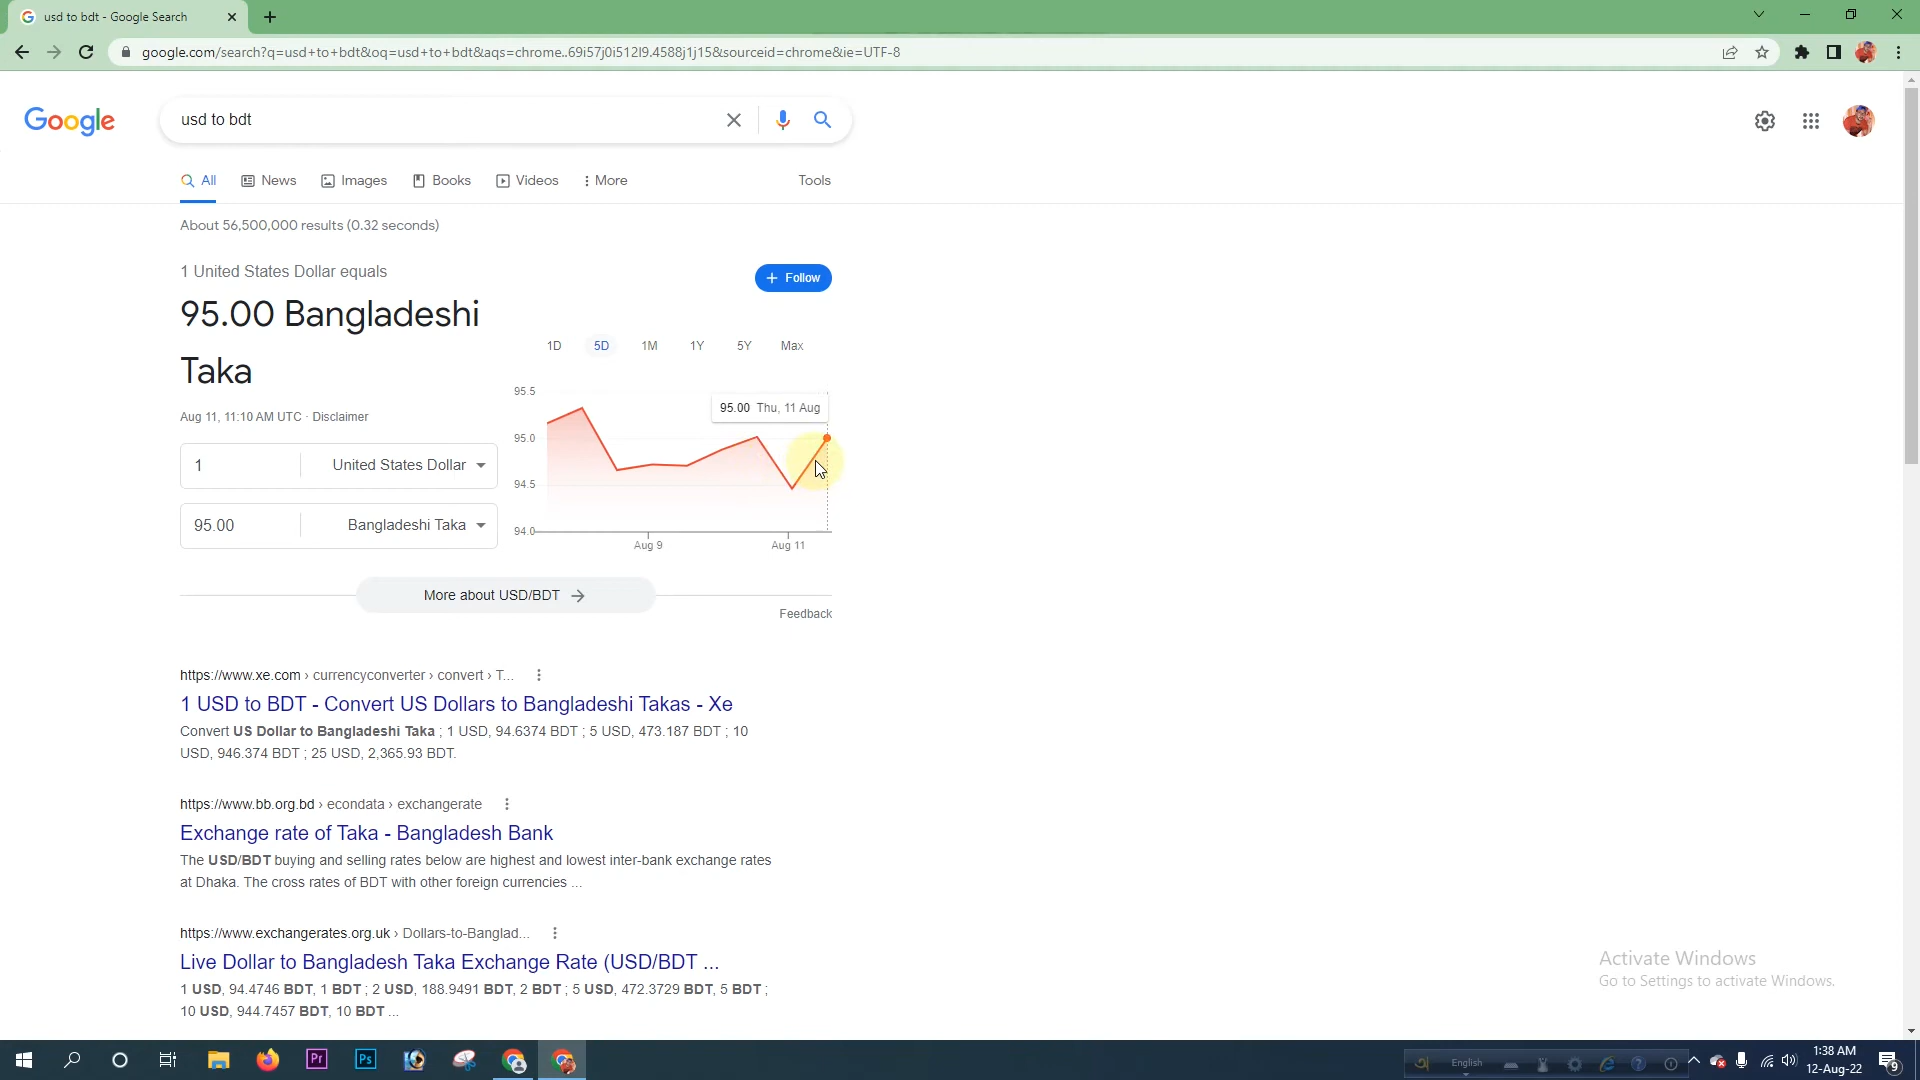 usd to bdt - Google Search
google.com/search?q=usd+to+bdt&oq=usd+to+bdt&aqs=chrome..69i57j0i512l9.4588j1j15&sourceid=chrome&ie=UTF-8
Google
usd to bdt
All News Images Books Videos More Tools
About 56,500,000 results (0.32 seconds)
1 United States Dollar equals
Follow
95.00 Bangladeshi
Taka
Aug 11, 11:10 AM UTC · Disclaimer
1 United States Dollar
95.00 Bangladeshi Taka
1D 5D 1M 1Y 5Y Max
95.5
95.00 Thu, 11 Aug
95.0
94.5
94.0
Aug 9 Aug 11
More about USD/BDT
Feedback
https://www.xe.com › currencyconverter › convert › T...
1 USD to BDT - Convert US Dollars to Bangladeshi Takas - Xe
Convert US Dollar to Bangladeshi Taka ; 1 USD, 94.6374 BDT ; 5 USD, 473.187 BDT ; 10
USD, 946.374 BDT ; 25 USD, 2,365.93 BDT.
https://www.bb.org.bd › econdata › exchangerate
Exchange rate of Taka - Bangladesh Bank
The USD/BDT buying and selling rates below are highest and lowest inter-bank exchange rates
at Dhaka. The cross rates of BDT with other foreign currencies ...
https://www.exchangerates.org.uk › Dollars-to-Banglad...
Live Dollar to Bangladesh Taka Exchange Rate (USD/BDT ...
1 USD, 94.4746 BDT, 1 BDT ; 2 USD, 188.9491 BDT, 2 BDT ; 5 USD, 472.3729 BDT, 5 BDT ;
10 USD, 944.7457 BDT, 10 BDT ...
Activate Windows
Go to Settings to activate Windows.
Pr
Ps
English
1:38 AM
12-Aug-22
9